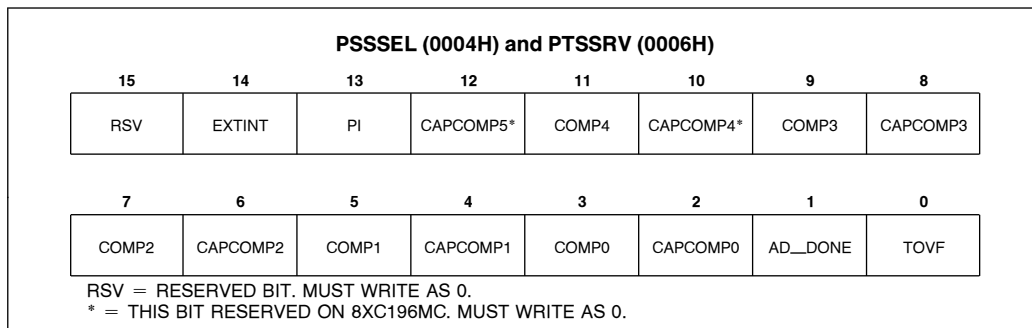 PSSSEL (0004H) and PTSSRV (0006H)
15 14 13 12 11 10 9 8
RSV EXTINT PI CAPCOMP5* COMP4 CAPCOMP4* COMP3 CAPCOMP3
7 6 5 4 3 2 1 0
COMP2 CAPCOMP2 COMP1 CAPCOMP1 COMP0 CAPCOMP0 AD__DONE TOVF
RSV = RESERVED BIT. MUST WRITE AS 0.
* = THIS BIT RESERVED ON 8XC196MC. MUST WRITE AS 0.